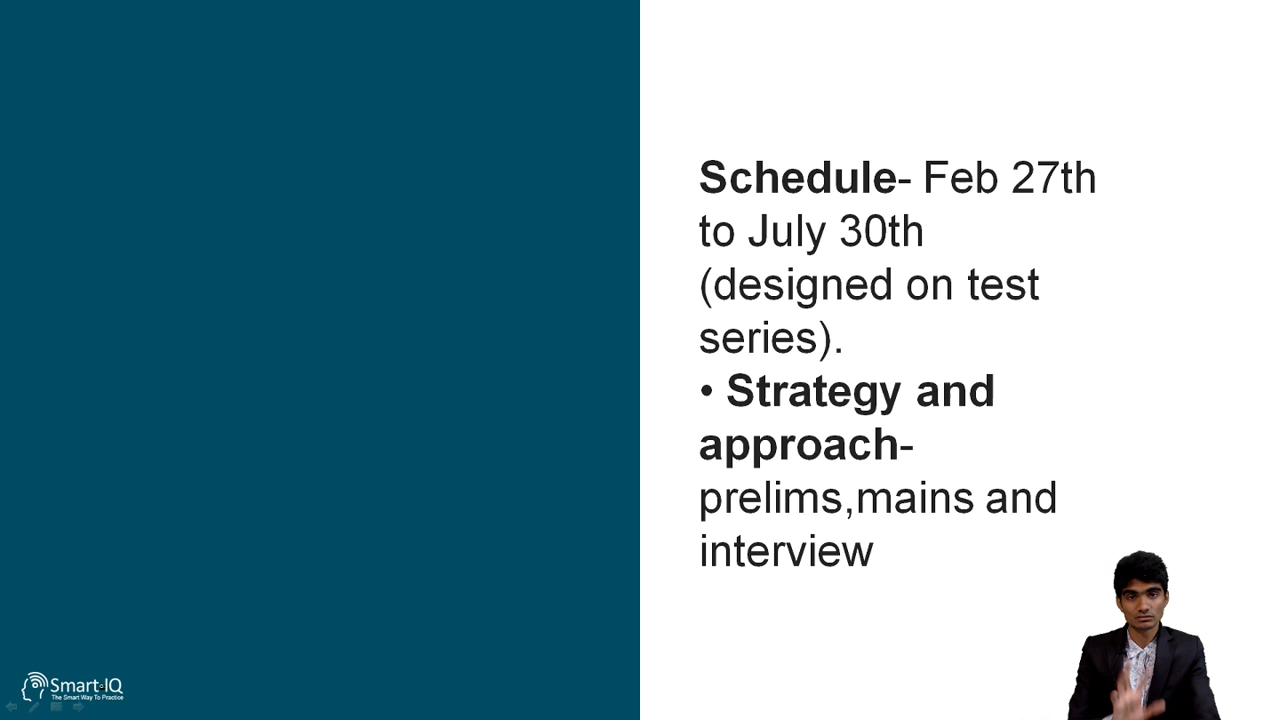 Schedule- Feb 27th
to July 30th
(designed on test
series).
• Strategy and
approach-
prelims,mains and
interview
Smart-IQ
The Smart Way To Practice